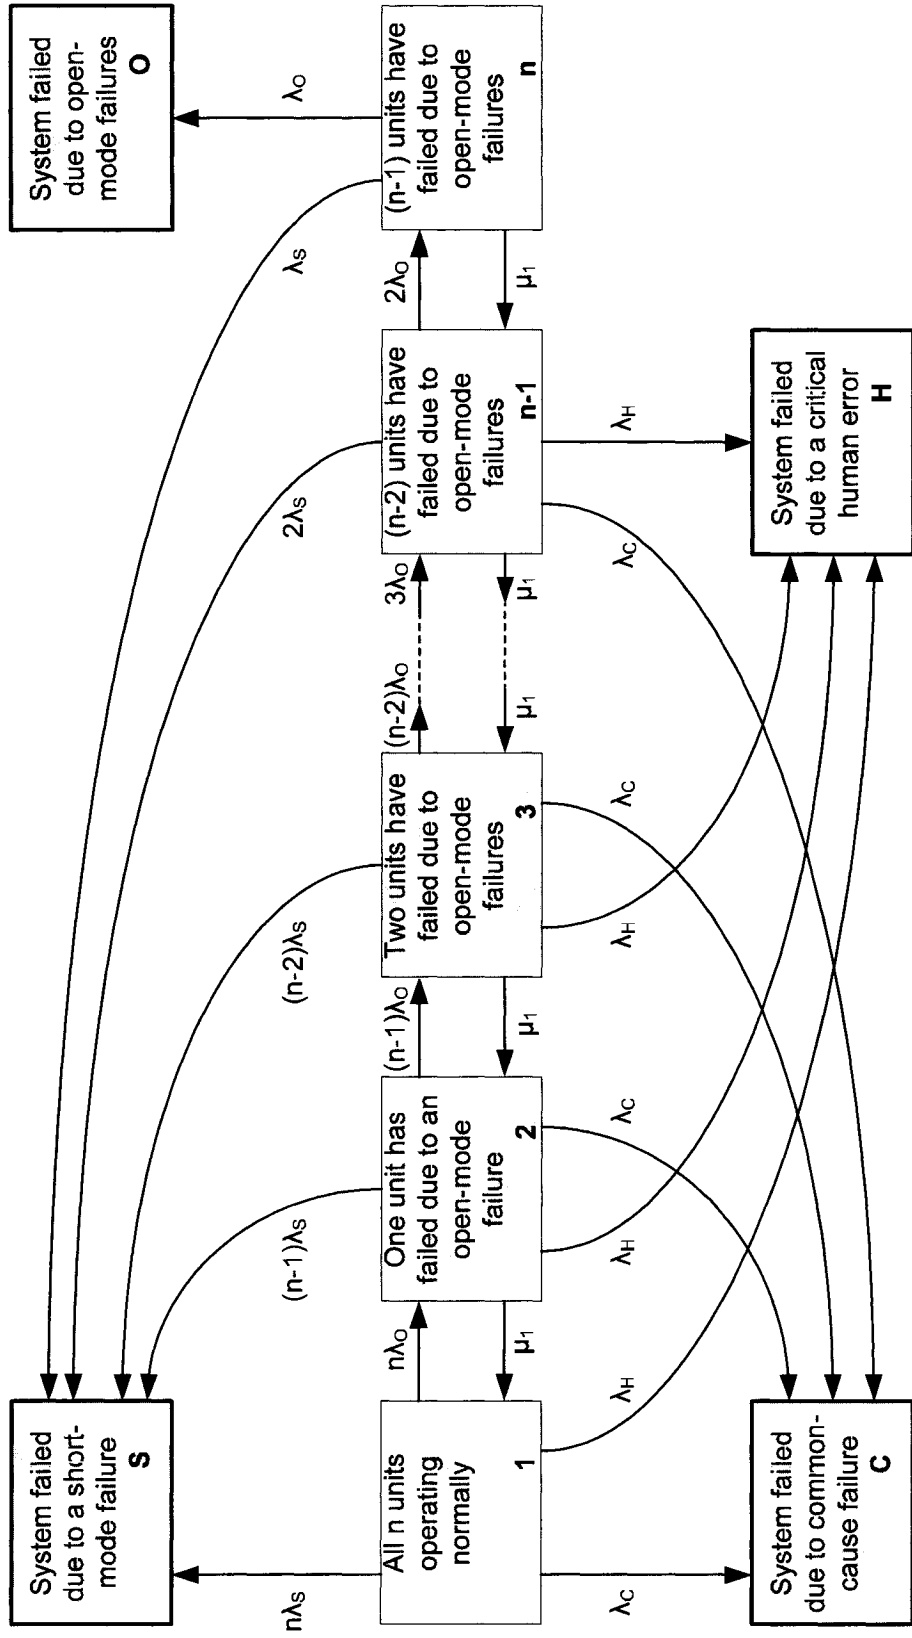 System failed
due to a short-
mode failure
S
System failed
due to open-
mode failures
O
nλS
(n-1)λS
(n-2)λS
2λS
λS
λO
All n units
operating
normally
1
nλO
μ1
One unit has
failed due to an
open-mode
failure
2
(n-1)λO
μ1
Two units have
failed due to
open-mode
failures
3
(n-2)λO
μ1
3λO
μ1
(n-2) units have
failed due to
open-mode
failures
n-1
2λO
μ1
(n-1) units have
failed due to
open-mode
failures
n
λC
λH
λH
λC
λH
λC
λC
λH
System failed
due to common-
cause failure
C
System failed
due to a critical
human error
H